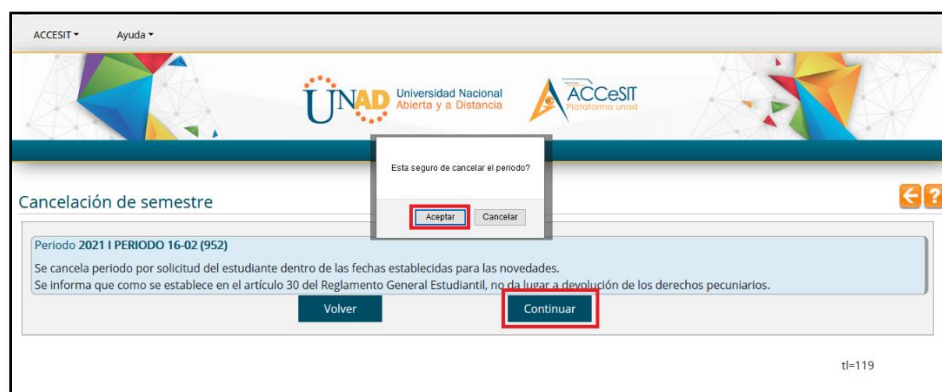 ACCESIT Ayuda
UNAD Universidad Nacional
Abierta y a Distancia
ACCeSIT
Plataforma unad
Esta seguro de cancelar el periodo?
Aceptar Cancelar
Cancelación de semestre
?
Periodo 2021 I PERIODO 16-02 (952)
Se cancela periodo por solicitud del estudiante dentro de las fechas establecidas para las novedades.
Se informa que como se establece en el artículo 30 del Reglamento General Estudiantil, no da lugar a devolución de los derechos pecuniarios.
Volver Continuar
tl=119